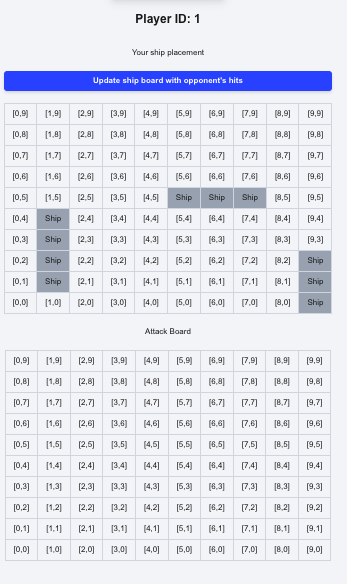 Player ID: 1
Your ship placement
Update ship board with opponent's hits
[0,9] [1,9] [2,9] [3,9] [4,9] [5,9] [6,9] [7,9] [8,9] [9,9]
[0,8] [1,8] [2,8] [3,8] [4,8] [5,8] [6,8] [7,8] [8,8] [9,8]
[0,7] [1,7] [2,7] [3,7] [4,7] [5,7] [6,7] [7,7] [8,7] [9,7]
[0,6] [1,6] [2,6] [3,6] [4,6] [5,6] [6,6] [7,6] [8,6] [9,6]
[0,5] [1,5] [2,5] [3,5] [4,5] Ship Ship Ship [8,5] [9,5]
[0,4] Ship [2,4] [3,4] [4,4] [5,4] [6,4] [7,4] [8,4] [9,4]
[0,3] Ship [2,3] [3,3] [4,3] [5,3] [6,3] [7,3] [8,3] [9,3]
[0,2] Ship [2,2] [3,2] [4,2] [5,2] [6,2] [7,2] [8,2] Ship
[0,1] Ship [2,1] [3,1] [4,1] [5,1] [6,1] [7,1] [8,1] Ship
[0,0] [1,0] [2,0] [3,0] [4,0] [5,0] [6,0] [7,0] [8,0] Ship
Attack Board
[0,9] [1,9] [2,9] [3,9] [4,9] [5,9] [6,9] [7,9] [8,9] [9,9]
[0,8] [1,8] [2,8] [3,8] [4,8] [5,8] [6,8] [7,8] [8,8] [9,8]
[0,7] [1,7] [2,7] [3,7] [4,7] [5,7] [6,7] [7,7] [8,7] [9,7]
[0,6] [1,6] [2,6] [3,6] [4,6] [5,6] [6,6] [7,6] [8,6] [9,6]
[0,5] [1,5] [2,5] [3,5] [4,5] [5,5] [6,5] [7,5] [8,5] [9,5]
[0,4] [1,4] [2,4] [3,4] [4,4] [5,4] [6,4] [7,4] [8,4] [9,4]
[0,3] [1,3] [2,3] [3,3] [4,3] [5,3] [6,3] [7,3] [8,3] [9,3]
[0,2] [1,2] [2,2] [3,2] [4,2] [5,2] [6,2] [7,2] [8,2] [9,2]
[0,1] [1,1] [2,1] [3,1] [4,1] [5,1] [6,1] [7,1] [8,1] [9,1]
[0,0] [1,0] [2,0] [3,0] [4,0] [5,0] [6,0] [7,0] [8,0] [9,0]